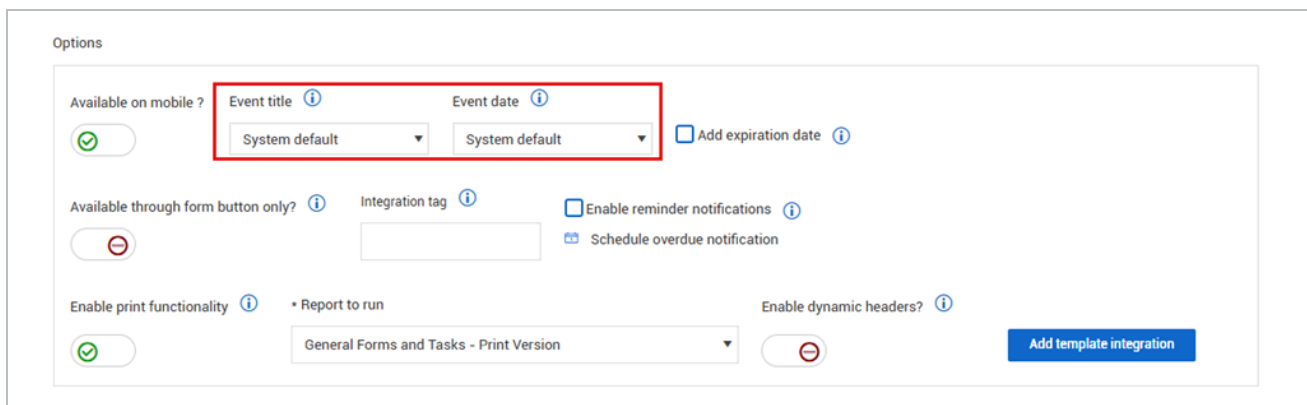 Options
Available on mobile ?
Event title
Event date
System default
System default
Add expiration date
Available through form button only?
Integration tag
Enable reminder notifications
Schedule overdue notification
Enable print functionality
* Report to run
Enable dynamic headers?
General Forms and Tasks - Print Version
Add template integration